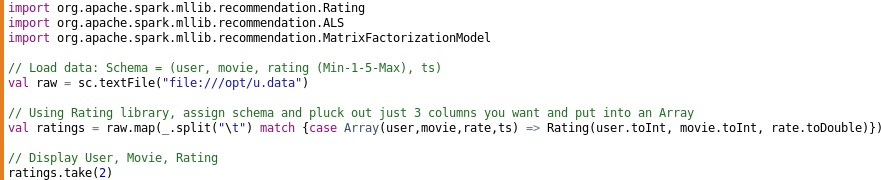 import org.apache.spark.mllib.recommendation.Rating
import org.apache.spark.mllib.recommendation.ALS
import org.apache.spark.mllib.recommendation.MatrixFactorizationModel
// Load data: Schema = (user, movie, rating (Min-1-5-Max), ts)
val raw = sc.textFile("file:///opt/u.data")
// Using Rating library, assign schema and pluck out just 3 columns you want and put into an Array
val ratings = raw.map(_.split("\t") match {case Array(user,movie,rate,ts) => Rating(user.toInt, movie.toInt, rate.toDouble)})
// Display User, Movie, Rating
ratings.take(2)